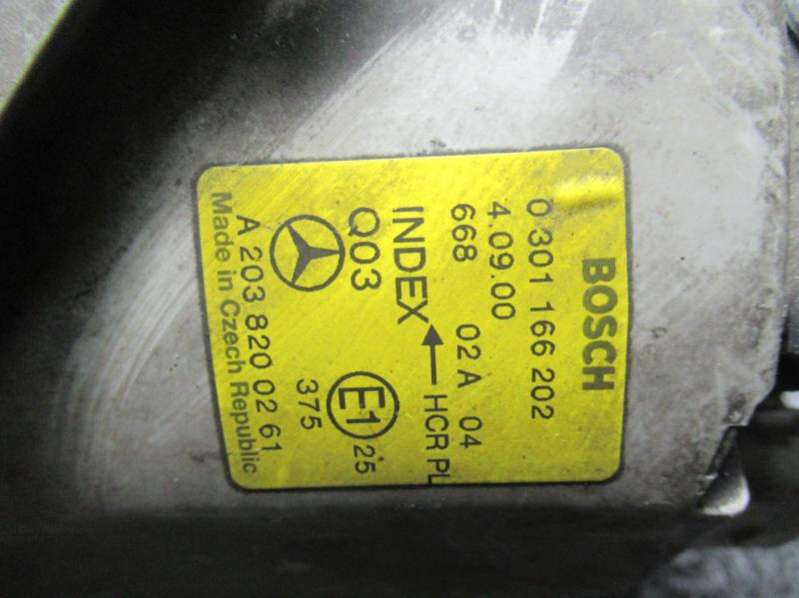 BOSCH
0 301 166 202
4.09.00
668 02 A 04
INDEX HCR PL
Q03 E1 25
375
A 203 820 02 61
Made in Czech Republic